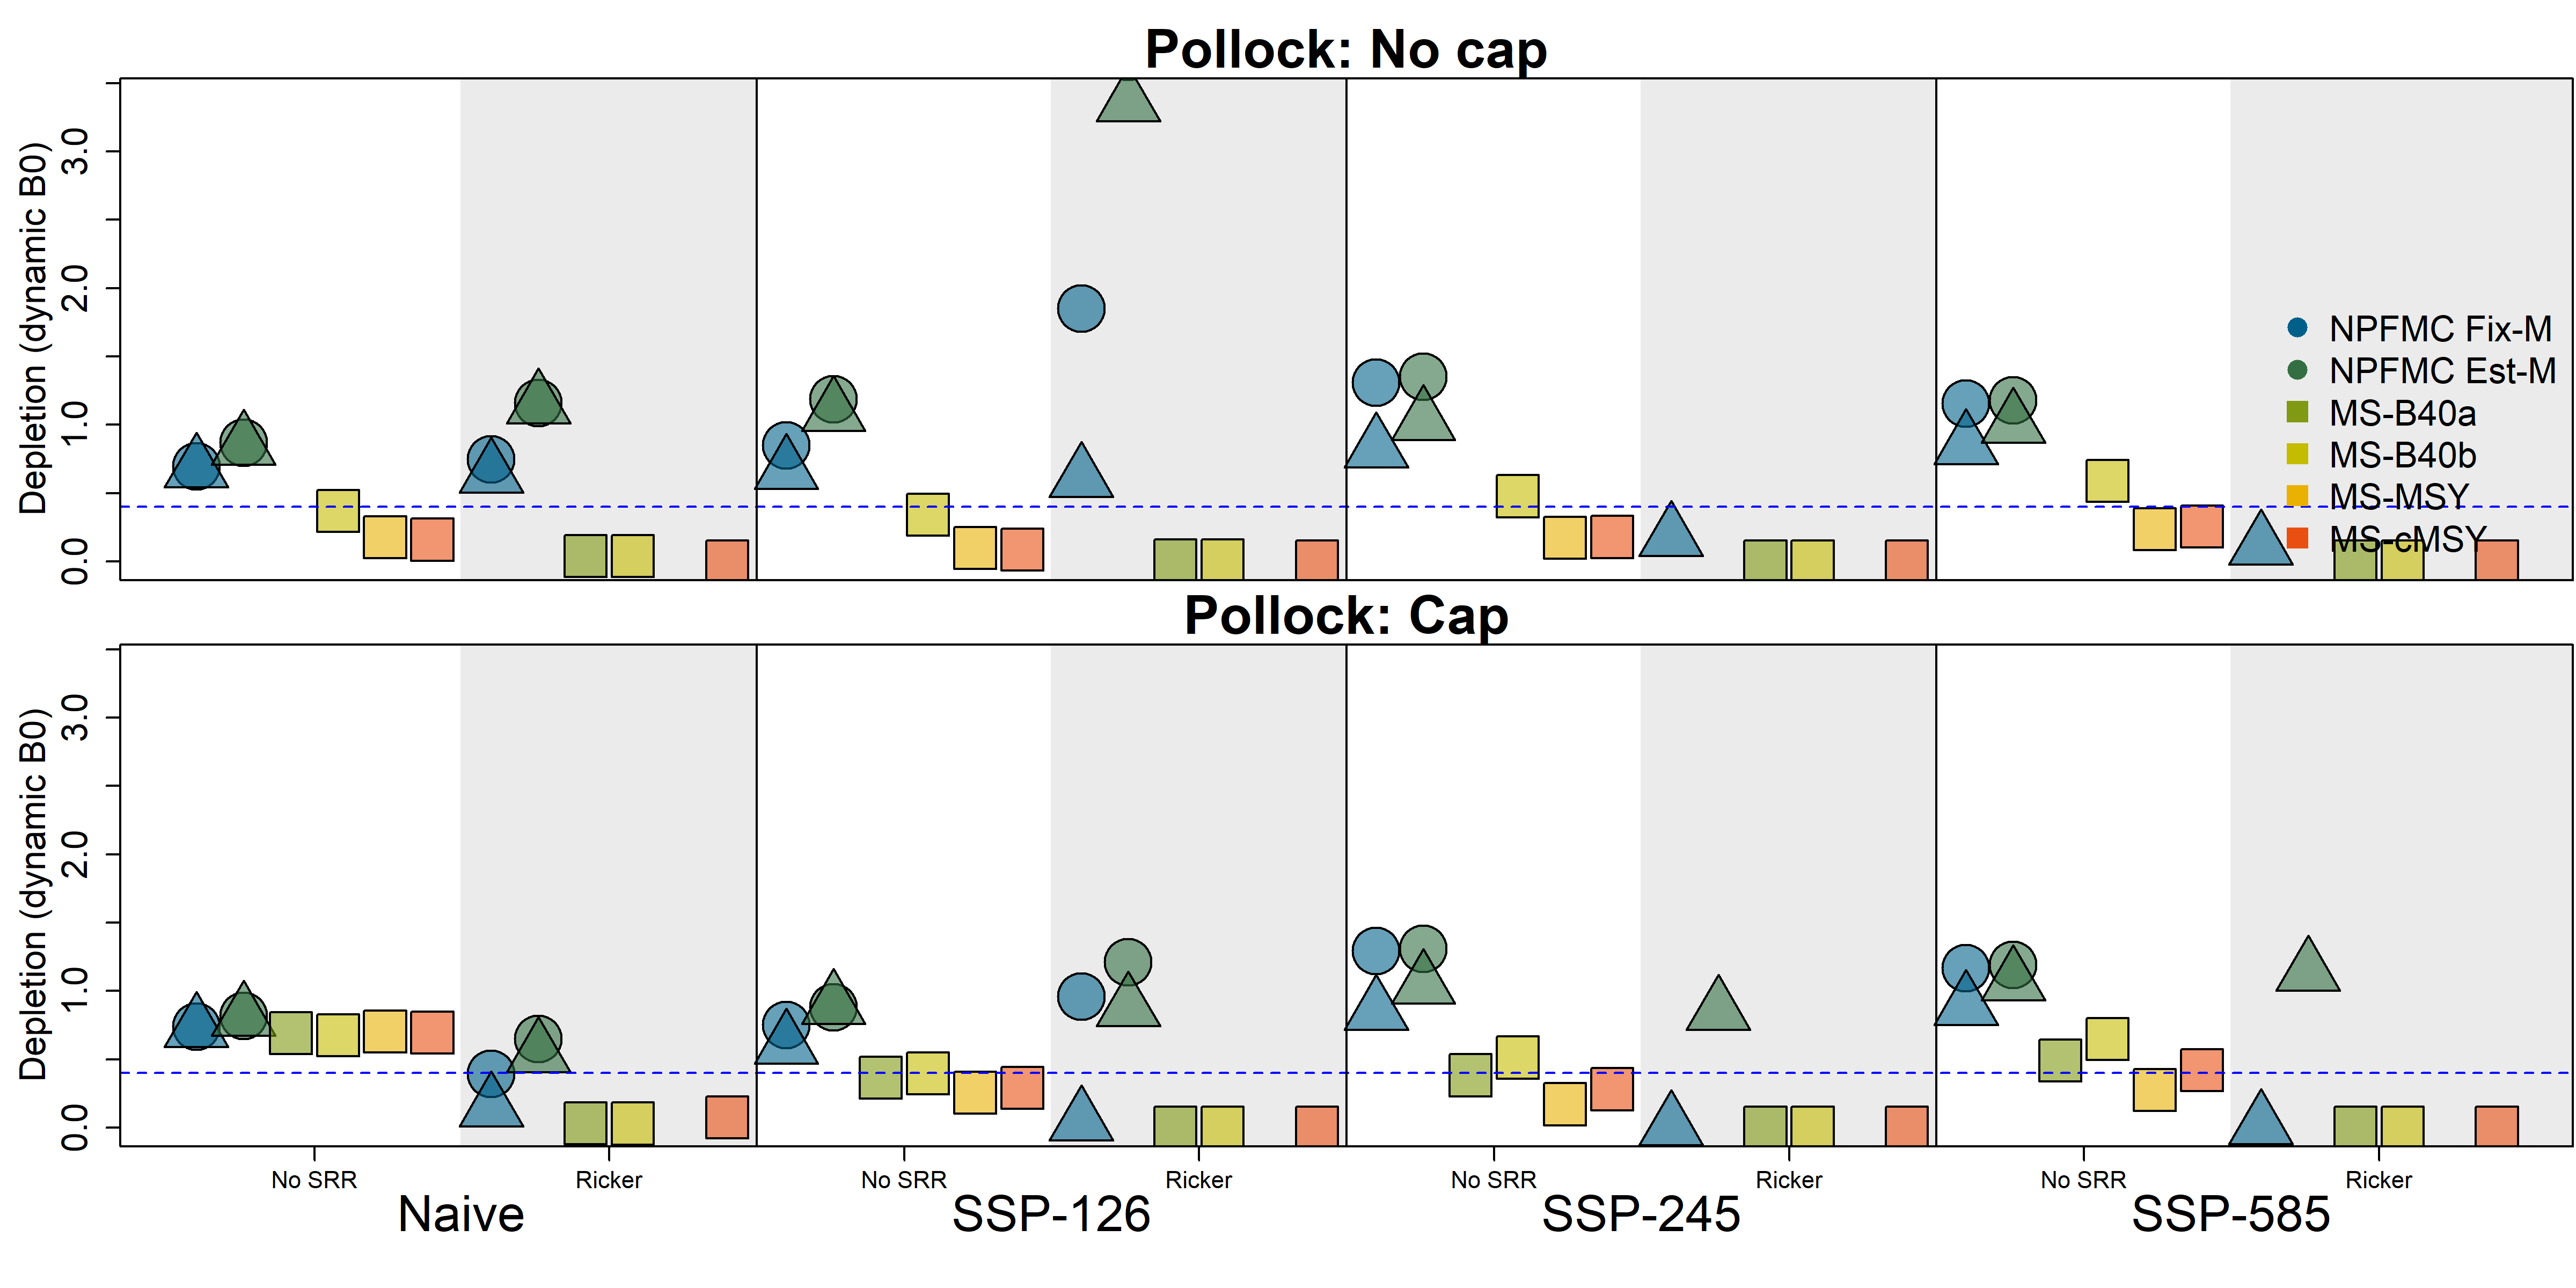 Pollock: No cap
Depletion (dynamic B0)
3.0
2.0
1.0
0.0
NPFMC Fix-M
NPFMC Est-M
MS-B40a
MS-B40b
MS-MSY
MS-cMSY
Pollock: Cap
Depletion (dynamic B0)
3.0
2.0
1.0
0.0
No SRR Ricker No SRR Ricker No SRR Ricker No SRR Ricker
Naive SSP-126 SSP-245 SSP-585